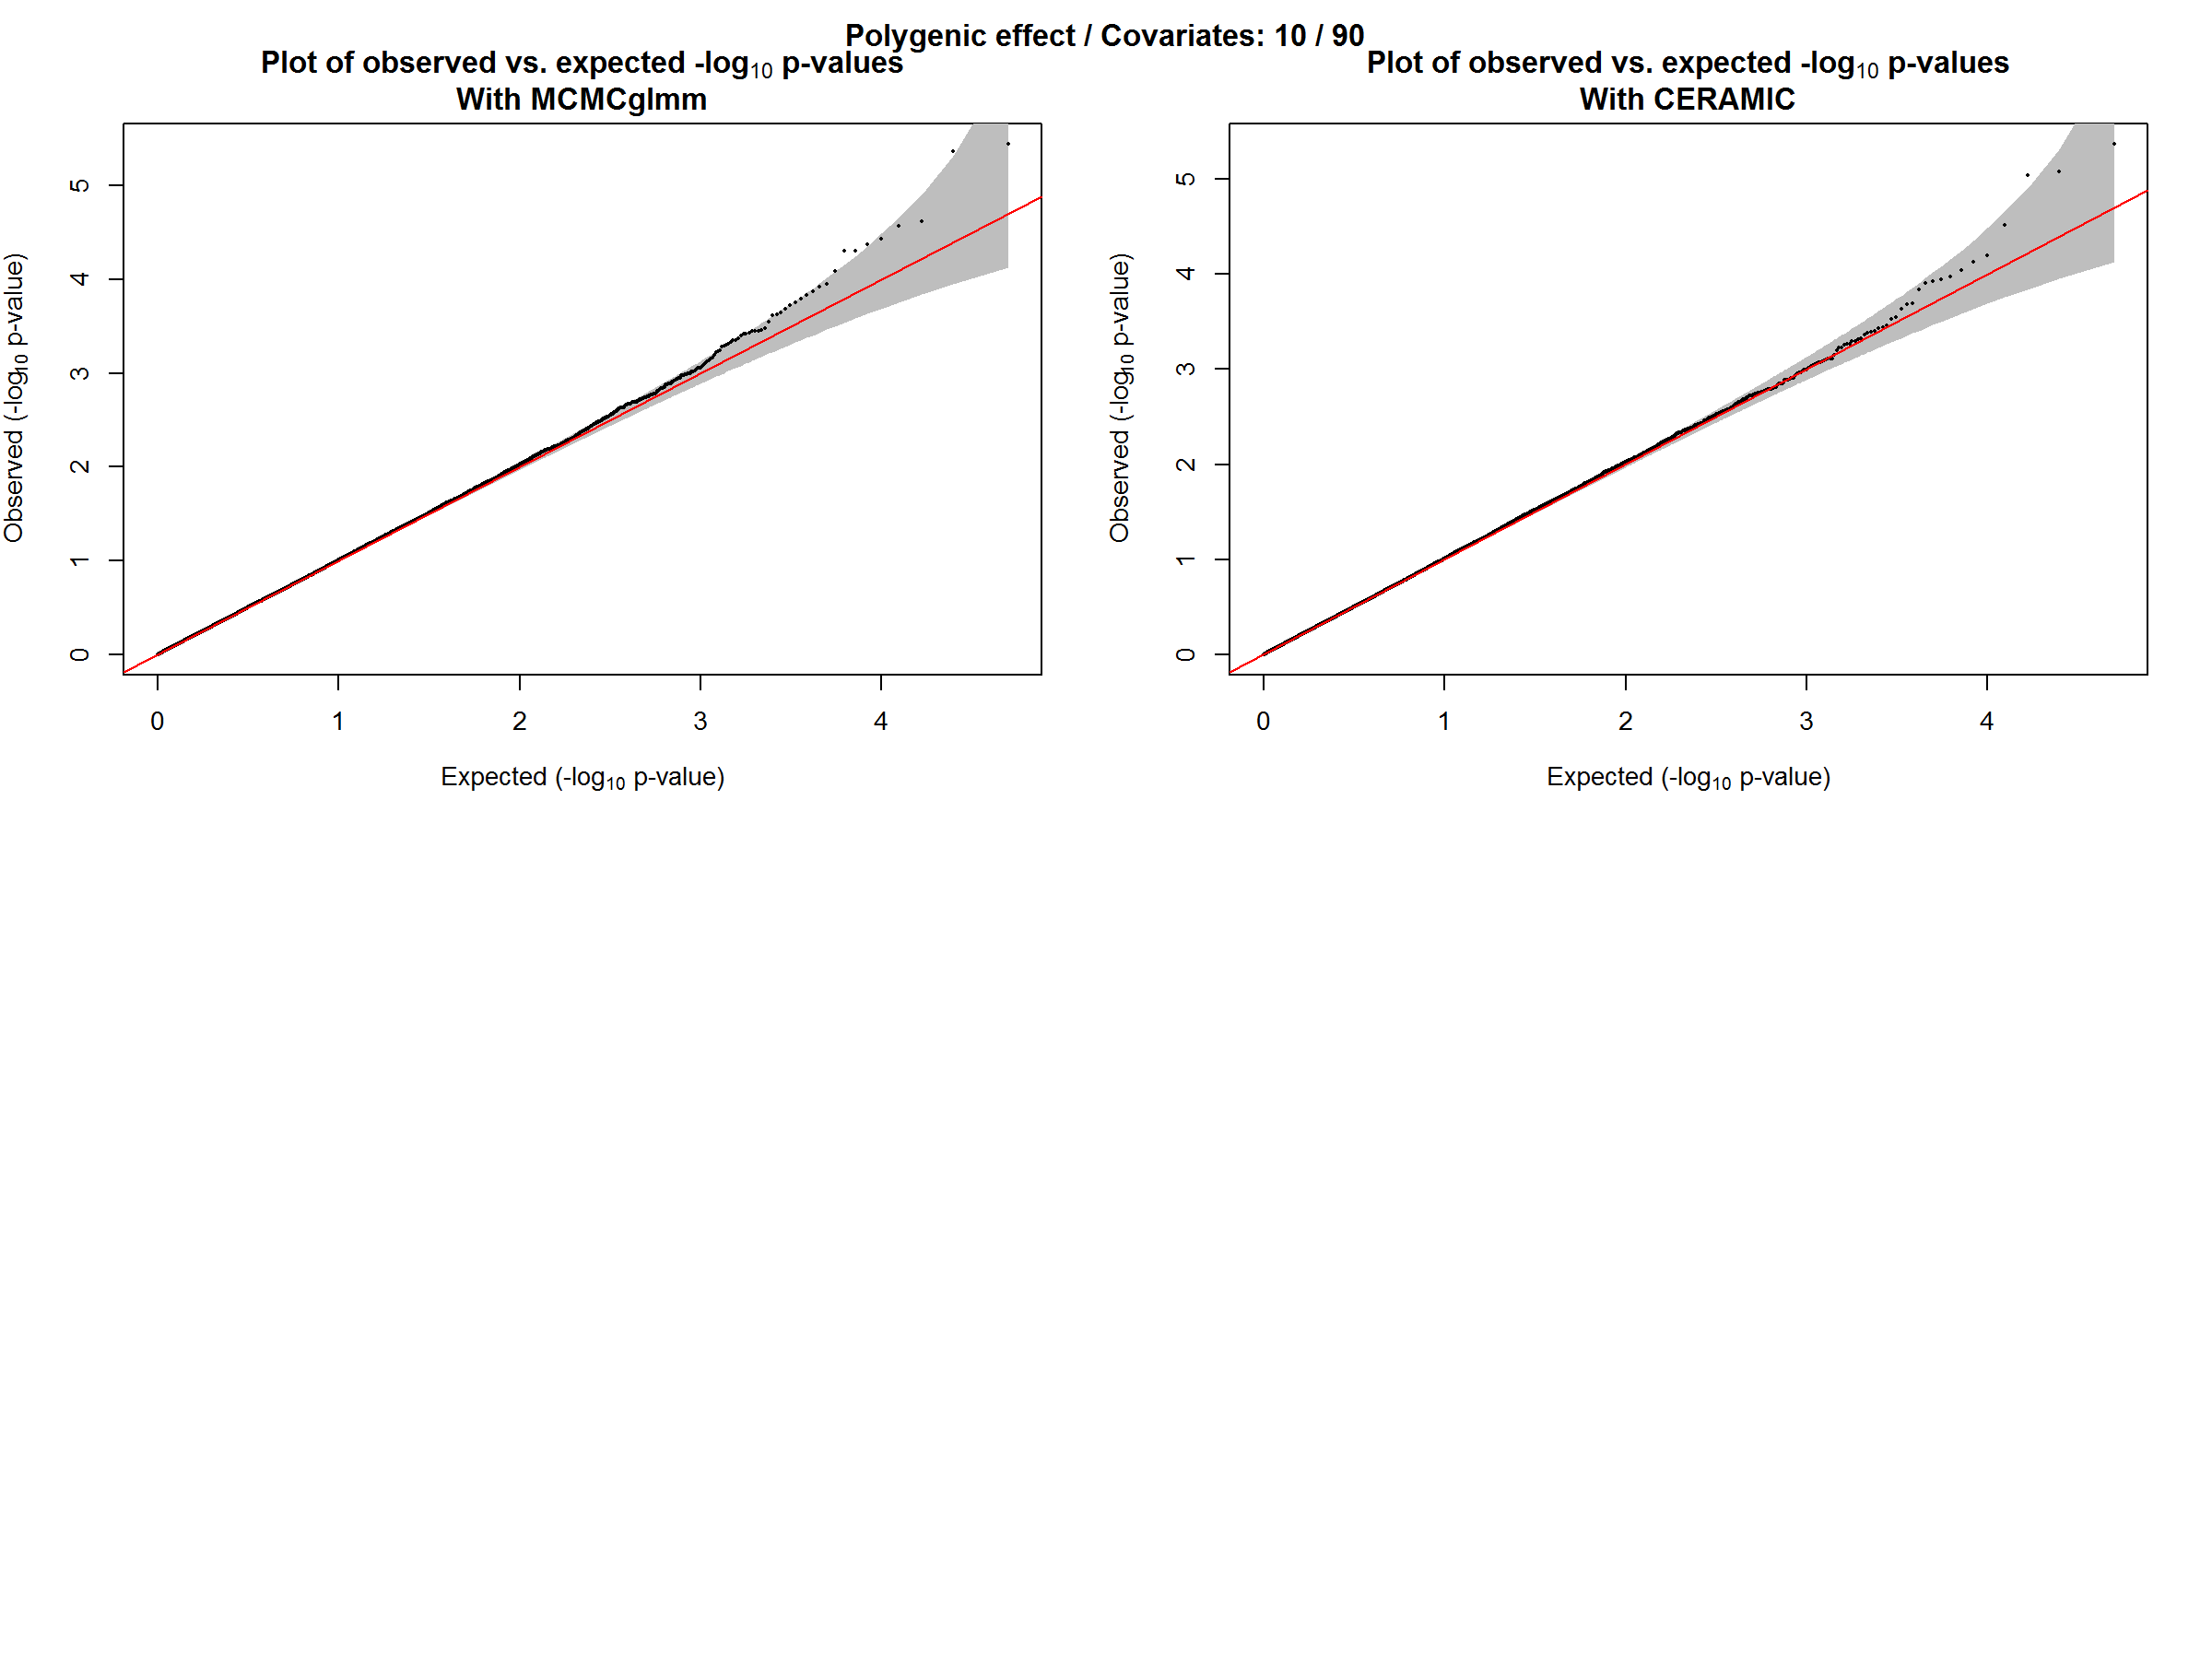 Polygenic effect / Covariates: 10 / 90
Plot of observed vs. expected -log10 p-values
With MCMCglmm
Observed (-log10 p-value)
5
4
3
2
1
0
0 1 2 3 4
Expected (-log10 p-value)
Plot of observed vs. expected -log10 p-values
With CERAMIC
Observed (-log10 p-value)
5
4
3
2
1
0
0 1 2 3 4
Expected (-log10 p-value)